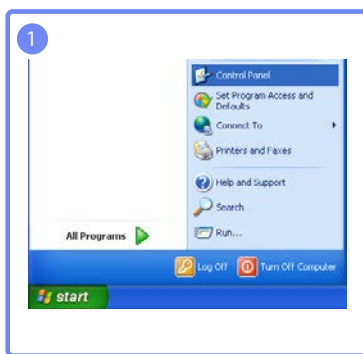 1
Control Panel
Set Program Access and
Defaults
Connect To
Printers and Faxes
Help and Support
Search
All Programs
Run...
Log Off
Turn Off Computer
start